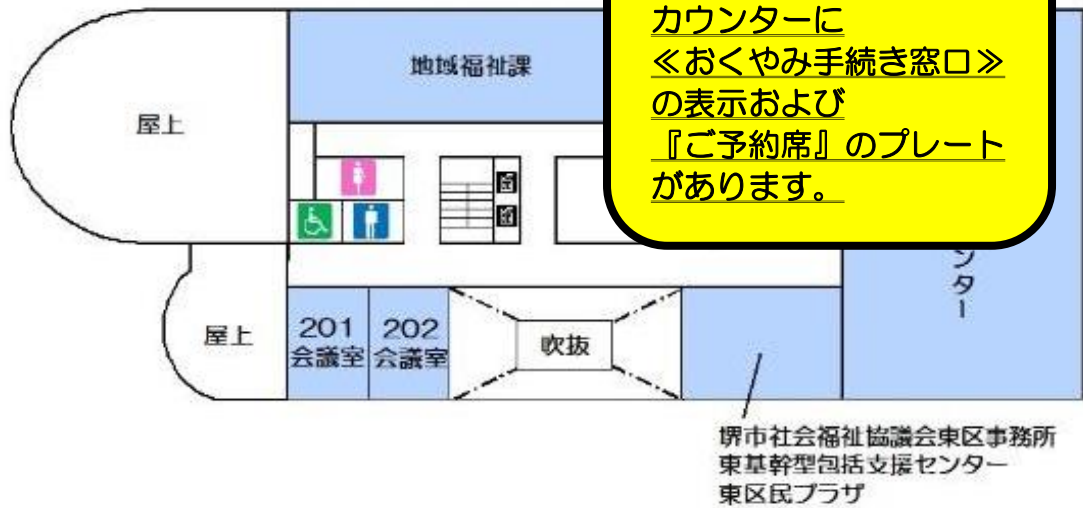 カウンターに
≪おくやみ手続き窓口≫
の表示および
『ご予約席』のプレート
があります。
地域福祉課
屋上
ンター
屋上
201
会議室
202
会議室
吹抜
堺市社会福祉協議会東区事務所
東基幹型包括支援センター
東区民プラザ